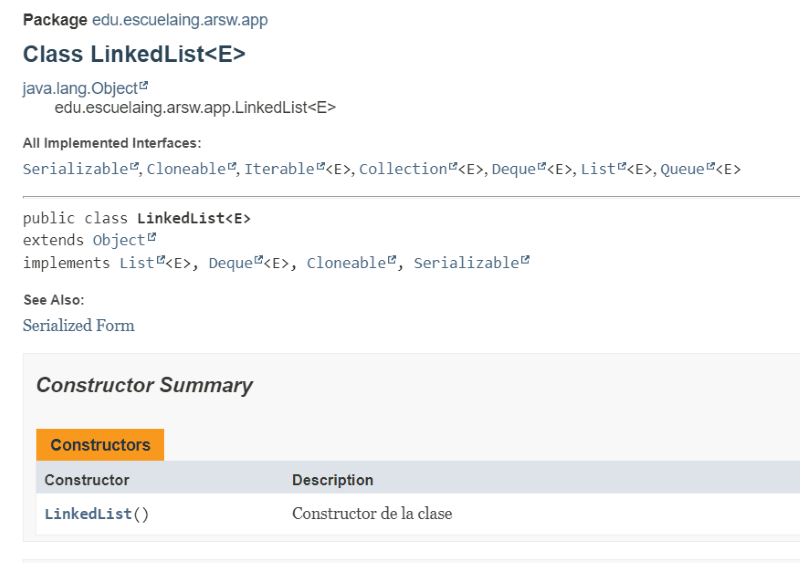 Package edu.escuelaing.arsw.app
Class LinkedList<E>
java.lang.Object
edu.escuelaing.arsw.app.LinkedList<E>
All Implemented Interfaces:
Serializable, Cloneable, Iterable<E>, Collection<E>, Deque<E>, List<E>, Queue<E>
public class LinkedList<E>
extends Object
implements List<E>, Deque<E>, Cloneable, Serializable
See Also:
Serialized Form
Constructor Summary
Constructors
Constructor Description
LinkedList() Constructor de la clase